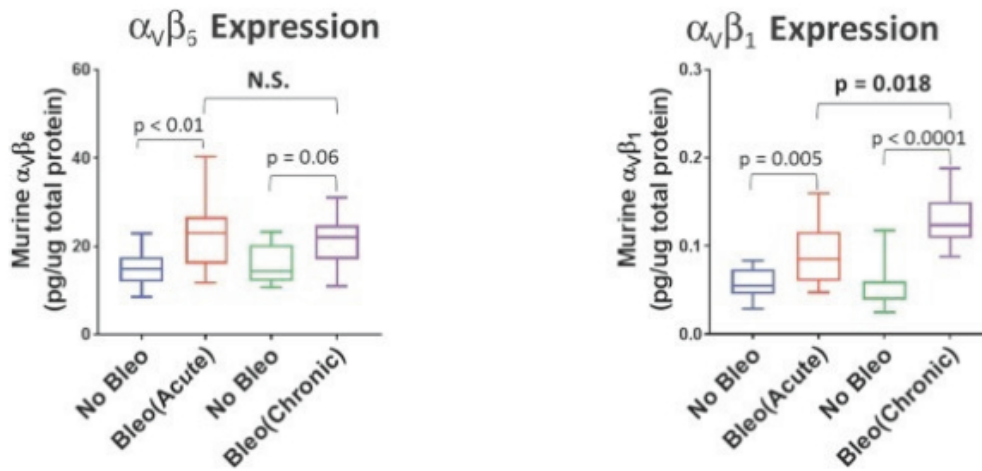 αVβ6 Expression
N.S.
p < 0.01
p = 0.06
Murine αVβ6
(pg/ug total protein)
60
40
20
0
No Bleo
Bleo(Acute)
No Bleo
Bleo(Chronic)
αVβ1 Expression
p = 0.018
p < 0.0001
p = 0.005
Murine αVβ1
(pg/ug total protein)
0.3
0.2
0.1
0.0
No Bleo
Bleo(Acute)
No Bleo
Bleo(Chronic)